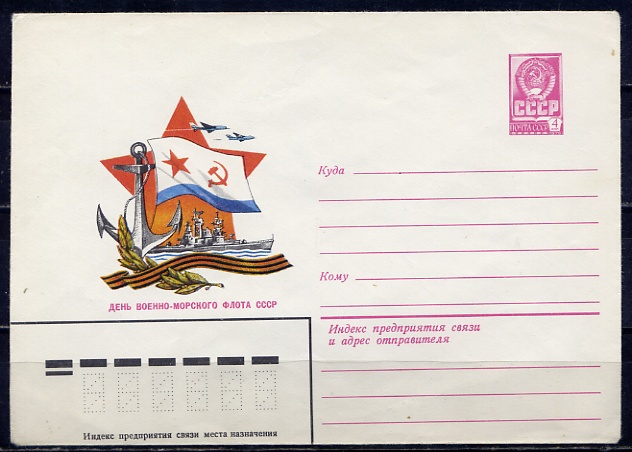 СССР
ПОЧТА СССР
4
Куда
Кому
ДЕНЬ ВОЕННО-МОРСКОГО ФЛОТА СССР
Индекс предприятия связи
и адрес отправителя
Индекс предприятия связи места назначения